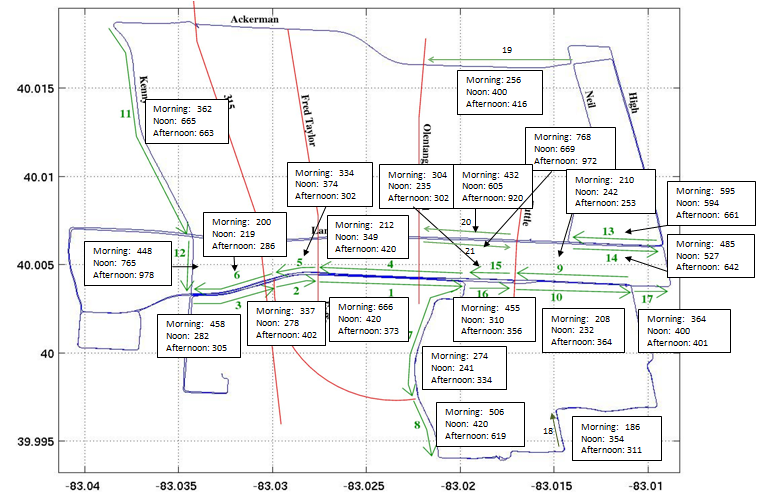 Ackerman
19
40.015
Kenny
315
Fred Taylor
Neil
High
11
Morning: 256
Noon: 400
Afternoon: 416
Morning: 362
Noon: 665
Afternoon: 663
Morning: 768
Noon: 669
Afternoon: 972
40.01
Morning: 334
Noon: 374
Afternoon: 302
Morning: 304
Noon: 235
Afternoon: 302
Morning: 432
Noon: 605
Afternoon: 920
Morning: 210
Noon: 242
Afternoon: 253
Morning: 595
Noon: 594
Afternoon: 661
Morning: 200
Noon: 219
Afternoon: 286
Morning: 212
Noon: 349
Afternoon: 420
20
21
13
14
Morning: 485
Noon: 527
Afternoon: 642
40.005
Morning: 448
Noon: 765
Afternoon: 978
12
6
5
4
15
9
3
2
1
16
10
17
Morning: 458
Noon: 282
Afternoon: 305
Morning: 337
Noon: 278
Afternoon: 402
Morning: 666
Noon: 420
Afternoon: 373
Morning: 455
Noon: 310
Afternoon: 356
Morning: 208
Noon: 232
Afternoon: 364
Morning: 364
Noon: 400
Afternoon: 401
40
7
Morning: 274
Noon: 241
Afternoon: 334
8
Morning: 506
Noon: 420
Afternoon: 619
18
Morning: 186
Noon: 354
Afternoon: 311
39.995
-83.04
-83.035
-83.03
-83.025
-83.02
-83.015
-83.01